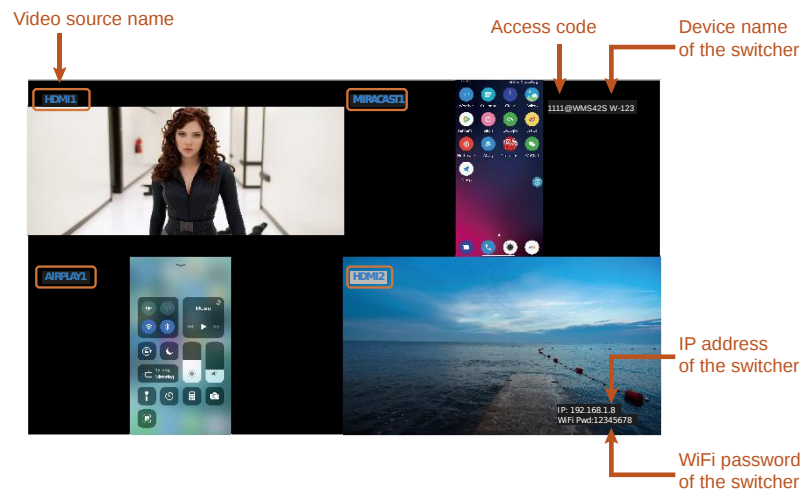 Video source name
Access code
Device name
of the switcher
HDMI1
MIRACAST1
1111@WMS42S W-123
AIRPLAY1
HDMI2
Music
IP address
of the switcher
IP: 192.168.1.8
WiFi Pwd:12345678
WiFi password
of the switcher